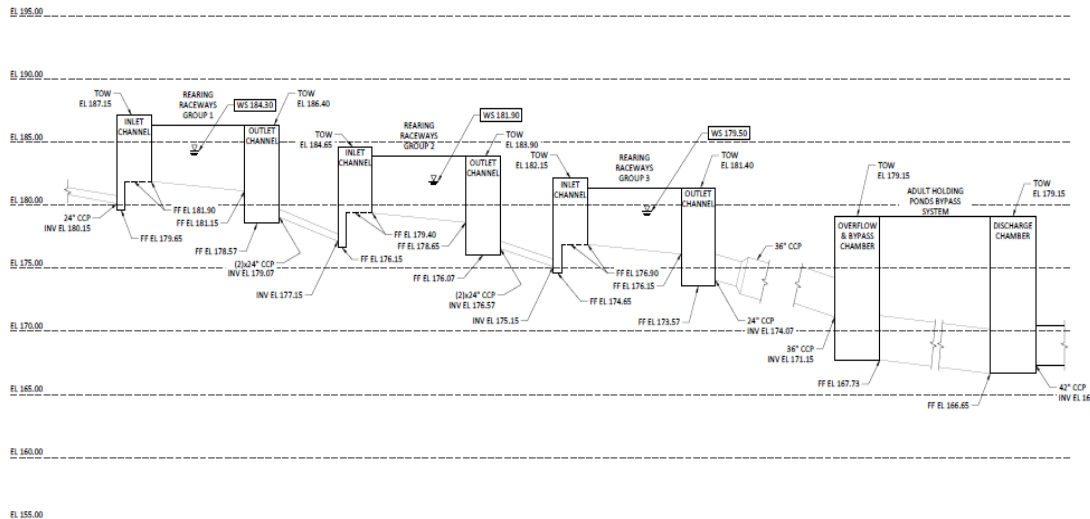 EL 195.00
EL 190.00
TOW
EL 187.15
REARING
RACEWAYS
GROUP 1
WS 184.30
TOW
EL 186.40
INLET
CHANNEL
OUTLET
CHANNEL
EL 185.00
TOW
EL 184.65
REARING
RACEWAYS
GROUP 2
WS 181.90
TOW
EL 183.90
INLET
CHANNEL
OUTLET
CHANNEL
TOW
EL 182.15
REARING
RACEWAYS
GROUP 3
WS 179.50
TOW
EL 181.40
INLET
CHANNEL
OUTLET
CHANNEL
TOW
EL 179.15
ADULT HOLDING
PONDS BYPASS
SYSTEM
TOW
EL 179.15
OVERFLOW
& BYPASS
CHAMBER
DISCHARGE
CHAMBER
EL 180.00
24" CCP
INV EL 180.15
FF EL 179.65
FF EL 181.90
FF EL 181.15
FF EL 178.57
(2)x24" CCP
INV EL 179.07
INV EL 177.15
FF EL 176.15
FF EL 179.40
FF EL 178.65
FF EL 176.07
(2)x24" CCP
INV EL 176.57
INV EL 175.15
FF EL 174.65
FF EL 176.90
FF EL 176.15
FF EL 173.57
24" CCP
INV EL 174.07
36" CCP
36" CCP
INV EL 171.15
FF EL 167.73
FF EL 166.65
42" CCP
INV EL 16
EL 175.00
EL 170.00
EL 165.00
EL 160.00
EL 155.00